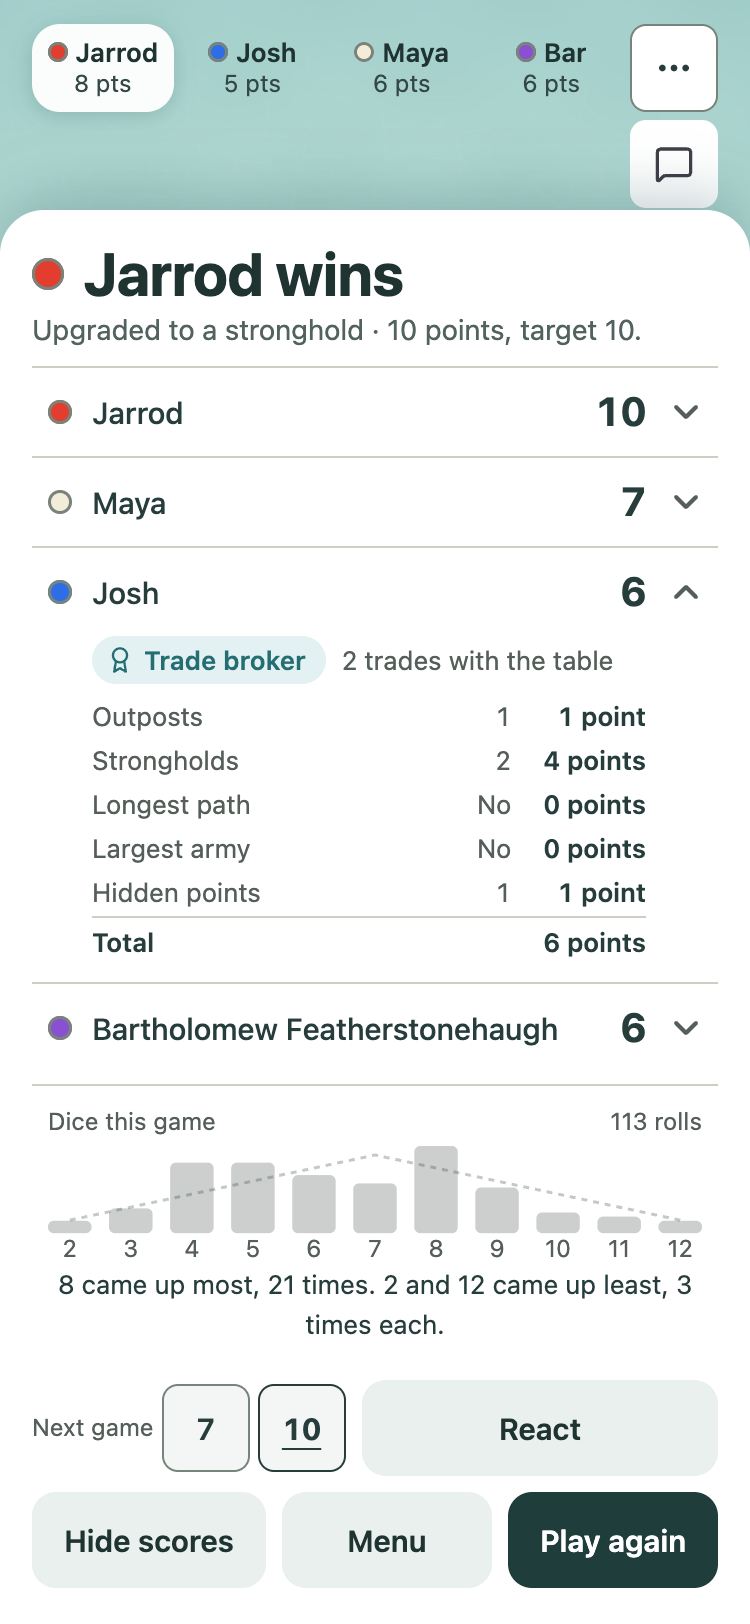 Jarrod
8 pts
Josh
5 pts
Maya
6 pts
Bar
6 pts
Jarrod wins
Upgraded to a stronghold · 10 points, target 10.
Jarrod 10
Maya 7
Josh 6
Trade broker 2 trades with the table
Outposts 1 1 point
Strongholds 2 4 points
Longest path No 0 points
Largest army No 0 points
Hidden points 1 1 point
Total 6 points
Bartholomew Featherstonehaugh 6
Dice this game 113 rolls
2 3 4 5 6 7 8 9 10 11 12
8 came up most, 21 times. 2 and 12 came up least, 3
times each.
Next game 7 10 React
Hide scores Menu Play again